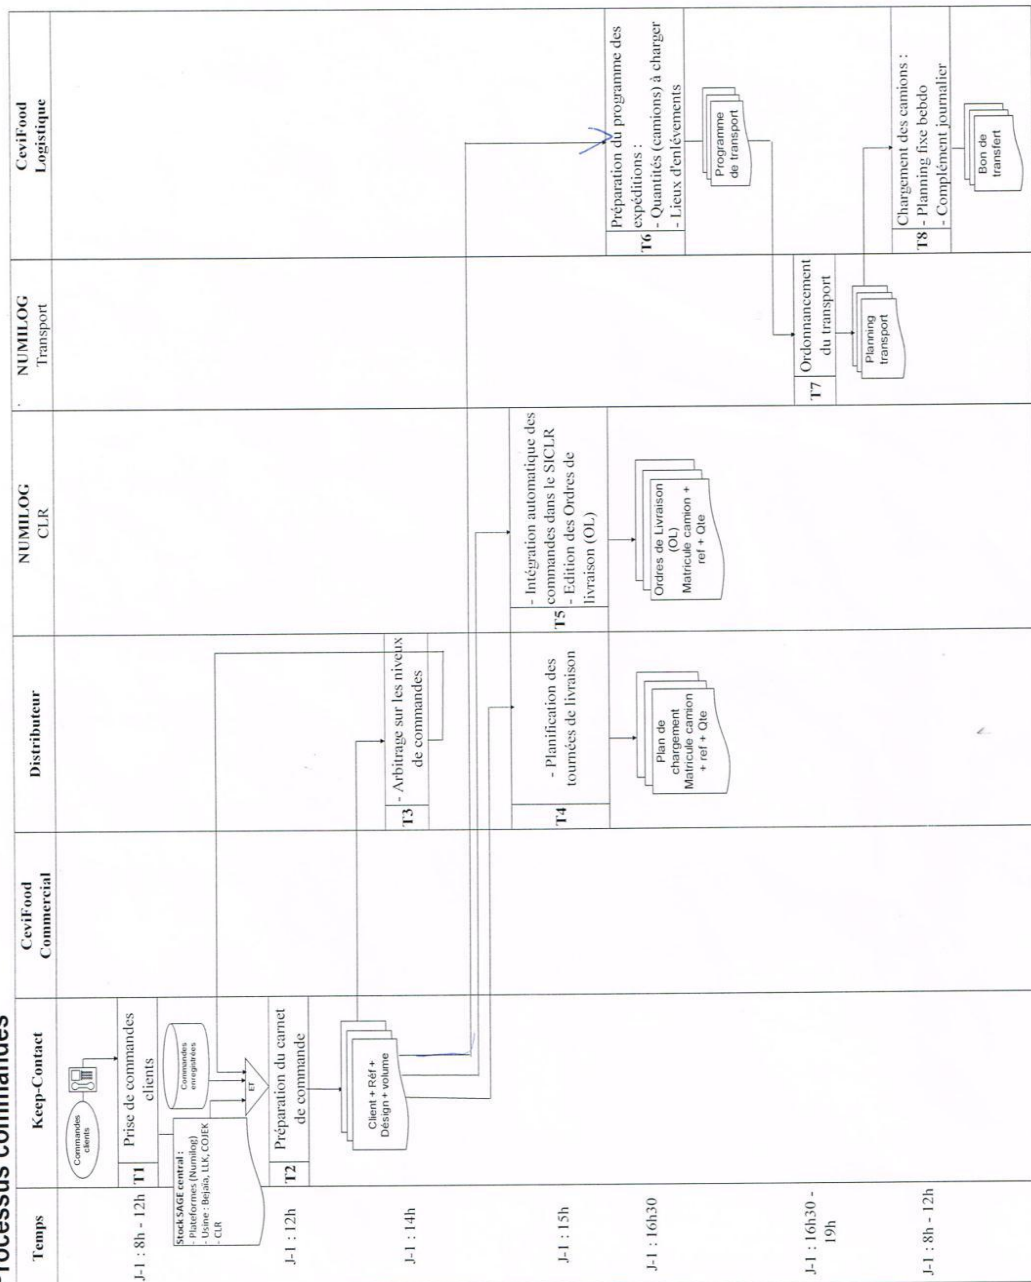 Processus commandes
Temps
Keep-Contact
CeviFood
Commercial
Distributeur
NUMILOG
CLR
NUMILOG
Transport
CeviFood
Logistique
J-1 : 8h - 12h
Commandes
clients
T1
Prise de commandes
clients
Stock SAGE central :
- Plateformes (Numilog)
- Usine : Bejaia, LLK, COJEK
- CLR
Commandes
enregistrées
ET
J-1 : 12h
T2
Préparation du carnet
de commande
Client + Réf +
Désign + volume
J-1 : 14h
T3
- Arbitrage sur les niveux
de commandes
J-1 : 15h
T4
- Planification des
tournées de livraison
T5
- Intégration automatique des
commandes dans le SICLR
- Edition des Ordres de
livraison (OL)
J-1 : 16h30
Plan de
chargement
Matricule camion
+ ref + Qte
Ordres de Livraison
(OL)
Matricule camion +
ref + Qte
T6
Préparation du programme des
expéditions :
- Quantités (camions) à charger
- Lieux d'enlévements
Programme
de transport
J-1 : 16h30 -
19h
T7
Ordonnancement
du transport
Planning
transport
J-1 : 8h - 12h
T8
Chargement des camions :
- Planning fixe bebdo
- Complément journalier
Bon de
transfert